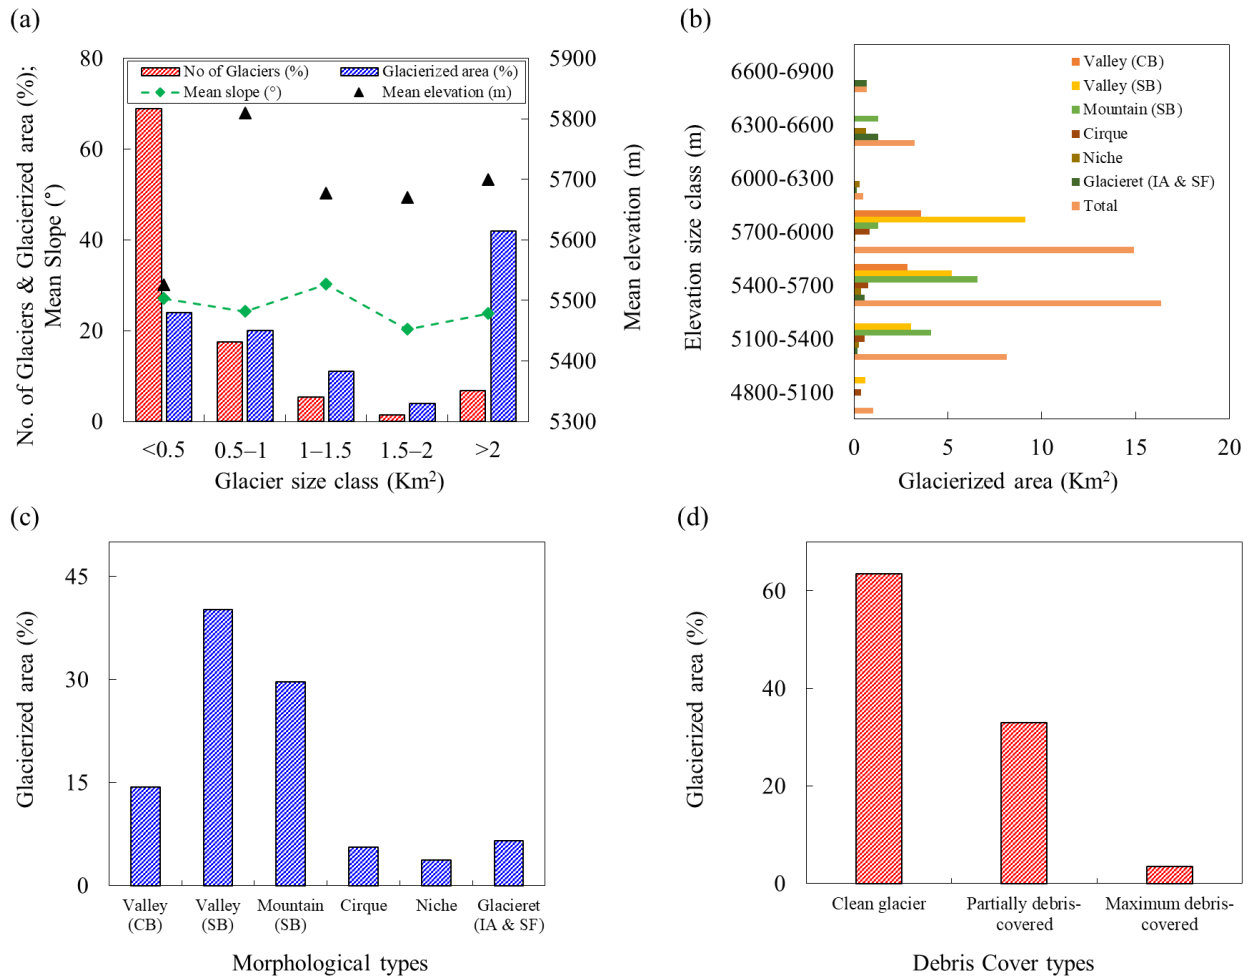 (a)
No. of Glaciers & Glacierized area (%);
Mean Slope (°)
80
60
40
20
0
No of Glaciers (%)
Glacierized area (%)
Mean slope (°)
Mean elevation (m)
5900
5800
5700
5600
5500
5400
5300
Mean elevation (m)
<0.5
0.5–1
1–1.5
1.5–2
>2
Glacier size class (Km²)
(b)
Elevation size class (m)
6600-6900
6300-6600
6000-6300
5700-6000
5400-5700
5100-5400
4800-5100
Valley (CB)
Valley (SB)
Mountain (SB)
Cirque
Niche
Glacieret (IA & SF)
Total
0
5
10
15
20
Glacierized area (Km²)
(c)
Glacierized area (%)
45
30
15
0
Valley
(CB)
Valley
(SB)
Mountain
(SB)
Cirque
Niche
Glacieret
(IA & SF)
Morphological types
(d)
Glacierized area (%)
60
40
20
0
Clean glacier
Partially debris-
covered
Maximum debris-
covered
Debris Cover types